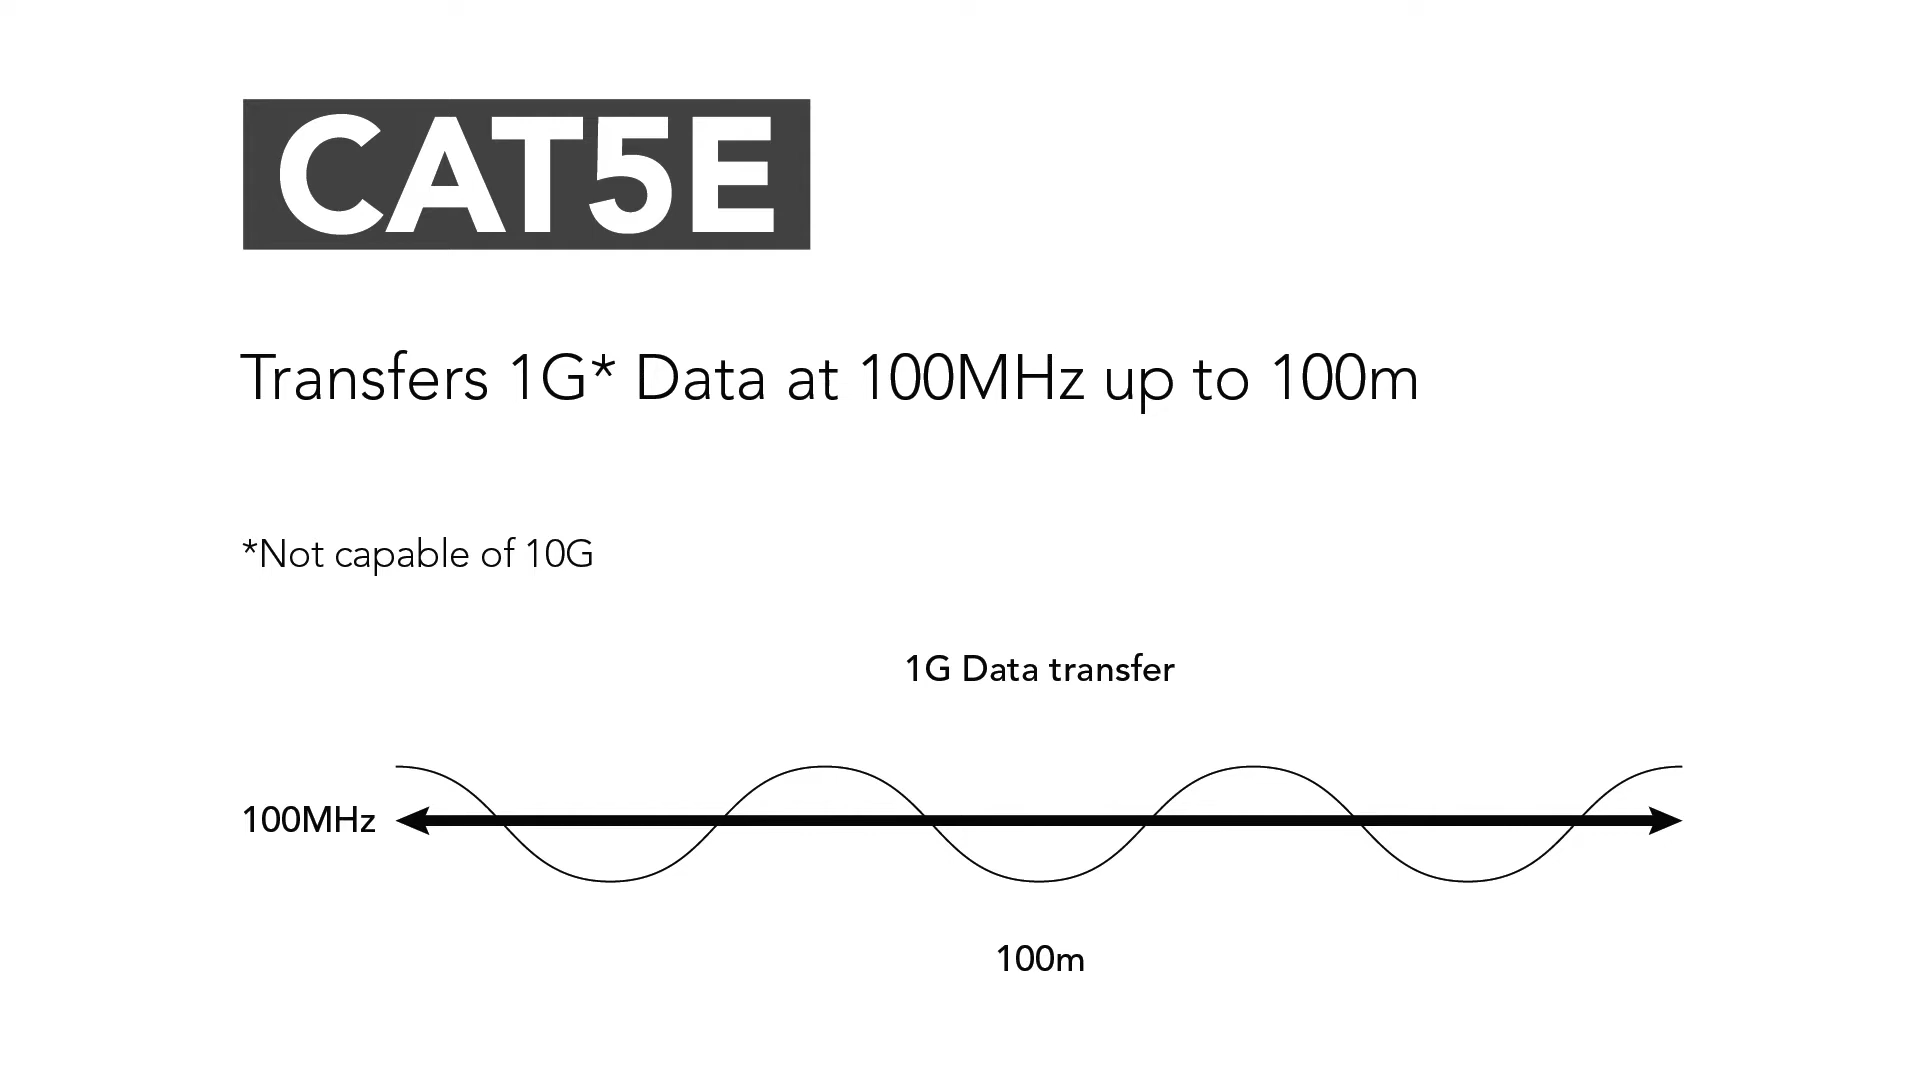 CAT5E
Transfers 1G* Data at 100MHz up to 100m
*Not capable of 10G
1G Data transfer
100MHz
100m